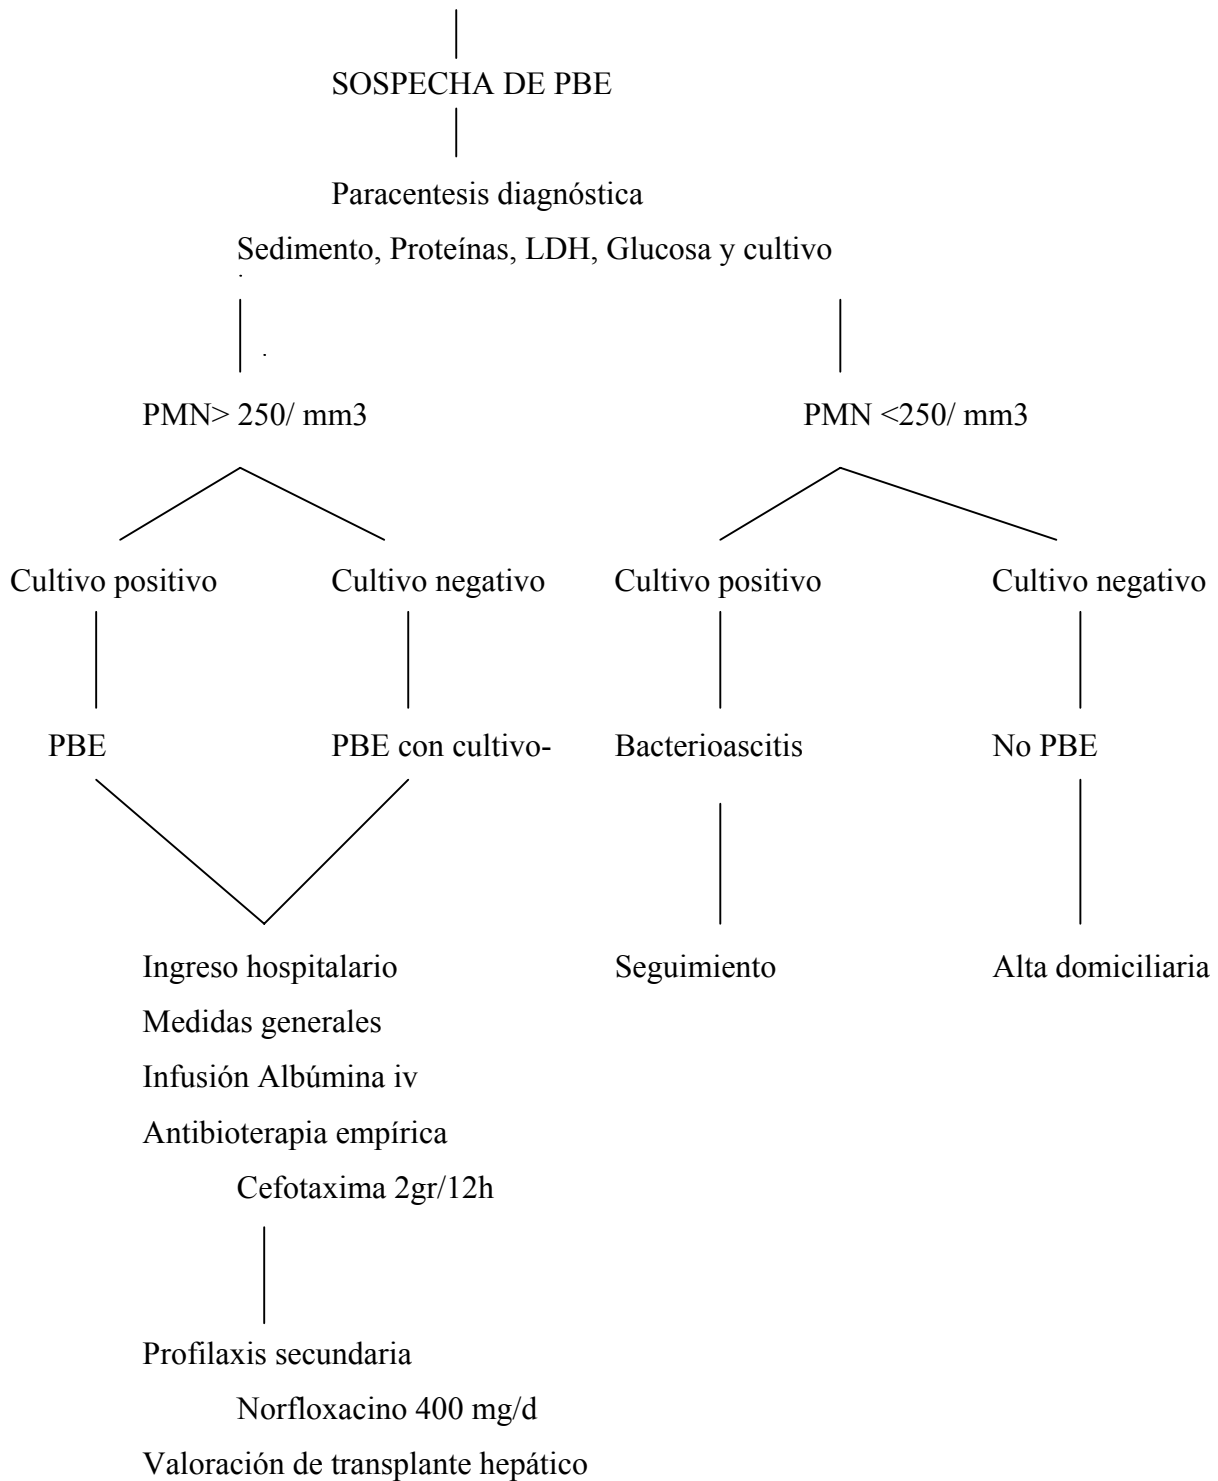 SOSPECHA DE PBE
Paracentesis diagnóstica
Sedimento, Proteínas, LDH, Glucosa y cultivo
PMN> 250/ mm3
PMN <250/ mm3
Cultivo positivo
Cultivo negativo
Cultivo positivo
Cultivo negativo
PBE
PBE con cultivo-
Bacterioascitis
No PBE
Ingreso hospitalario
Seguimiento
Alta domiciliaria
Medidas generales
Infusión Albúmina iv
Antibioterapia empírica
Cefotaxima 2gr/12h
Profilaxis secundaria
Norfloxacino 400 mg/d
Valoración de transplante hepático